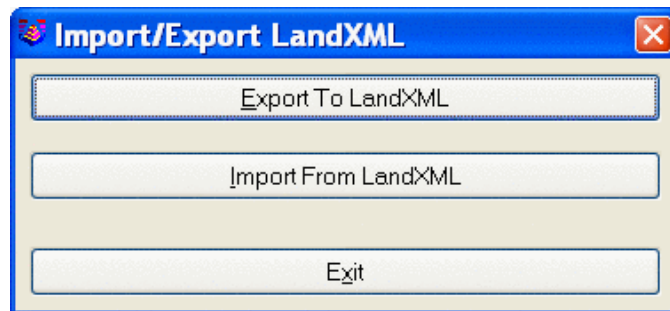 Import/Export LandXML
Export To LandXML
Import From LandXML
Exit